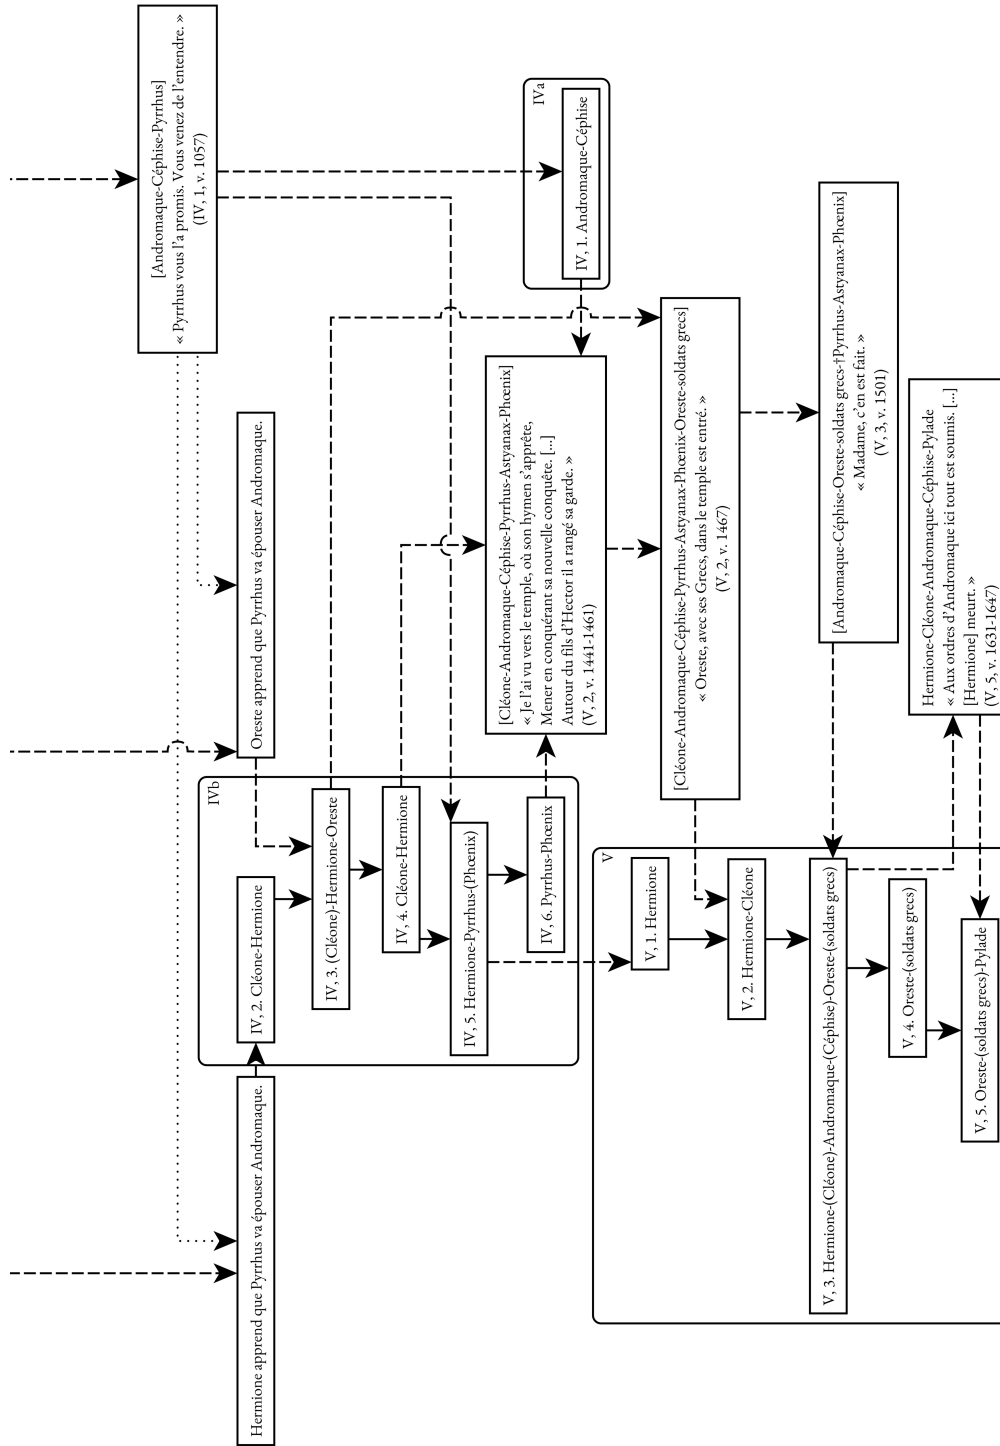 [Andromaque-Céphise-Pyrrhus]
« Pyrrhus vous l'a promis. Vous venez de l'entendre. »
(IV, 1, v. 1057)
Hermione apprend que Pyrrhus va épouser Andromaque.
Oreste apprend que Pyrrhus va épouser Andromaque.
IVb
IV, 2. Cléone-Hermione
IV, 3. (Cléone)-Hermione-Oreste
IV, 4. Cléone-Hermione
IV, 5. Hermione-Pyrrhus-(Phœnix)
IV, 6. Pyrrhus-Phœnix
IVa
IV, 1. Andromaque-Céphise
[Cléone-Andromaque-Céphise-Pyrrhus-Astyanax-Phœnix]
« Je l'ai vu vers le temple, où son hymen s'apprête,
Mener en conquérant sa nouvelle conquête. [...]
Autour du fils d'Hector il a rangé sa garde. »
(V, 2, v. 1441-1461)
[Cléone-Andromaque-Céphise-Pyrrhus-Astyanax-Phœnix-Oreste-soldats grecs]
« Oreste, avec ses Grecs, dans le temple est entré. »
(V, 2, v. 1467)
V
V, 1. Hermione
V, 2. Hermione-Cléone
V, 3. Hermione-(Cléone)-Andromaque-(Céphise)-Oreste-(soldats grecs)
V, 4. Oreste-(soldats grecs)
V, 5. Oreste-(soldats grecs)-Pylade
[Andromaque-Céphise-Oreste-soldats grecs-†Pyrrhus-Astyanax-Phœnix]
« Madame, c'en est fait. »
(V, 3, v. 1501)
Hermione-Cléone-Andromaque-Céphise-Pylade
« Aux ordres d'Andromaque ici tout est soumis. [...]
[Hermione] meurt. »
(V, 5, v. 1631-1647)